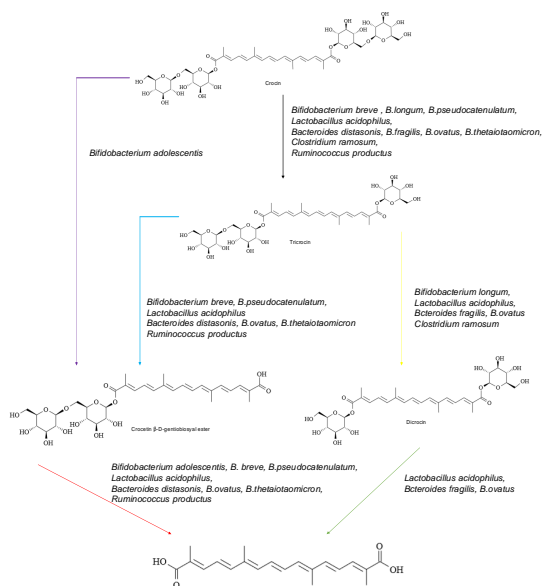 Crocin
Bifidobacterium breve , B.longum, B.pseudocatenulatum,
Lactobacillus acidophilus,
Bacteroides distasonis, B.fragilis, B.ovatus, B.thetaiotaomicron,
Clostridium ramosum,
Ruminococcus productus
Bifidobacterium adolescentis
Tricrocin
Bifidobacterium breve, B.pseudocatenulatum,
Lactobacillus acidophilus
Bacteroides distasonis, B.ovatus, B.thetaiotaomicron
Ruminococcus productus
Bifidobacterium longum,
Lactobacillus acidophilus,
Bcteroides fragilis, B.ovatus
Clostridium ramosum
Crocetin β-D-gentiobiosyal ester
Dicrocin
Bifidobacterium adolescentis, B. breve, B.pseudocatenulatum,
Lactobacillus acidophilus,
Bacteroides distasonis, B.ovatus, B.thetaiotaomicron,
Ruminococcus productus
Lactobacillus acidophilus,
Bcteroides fragilis, B.ovatus
HO
O
O
OH